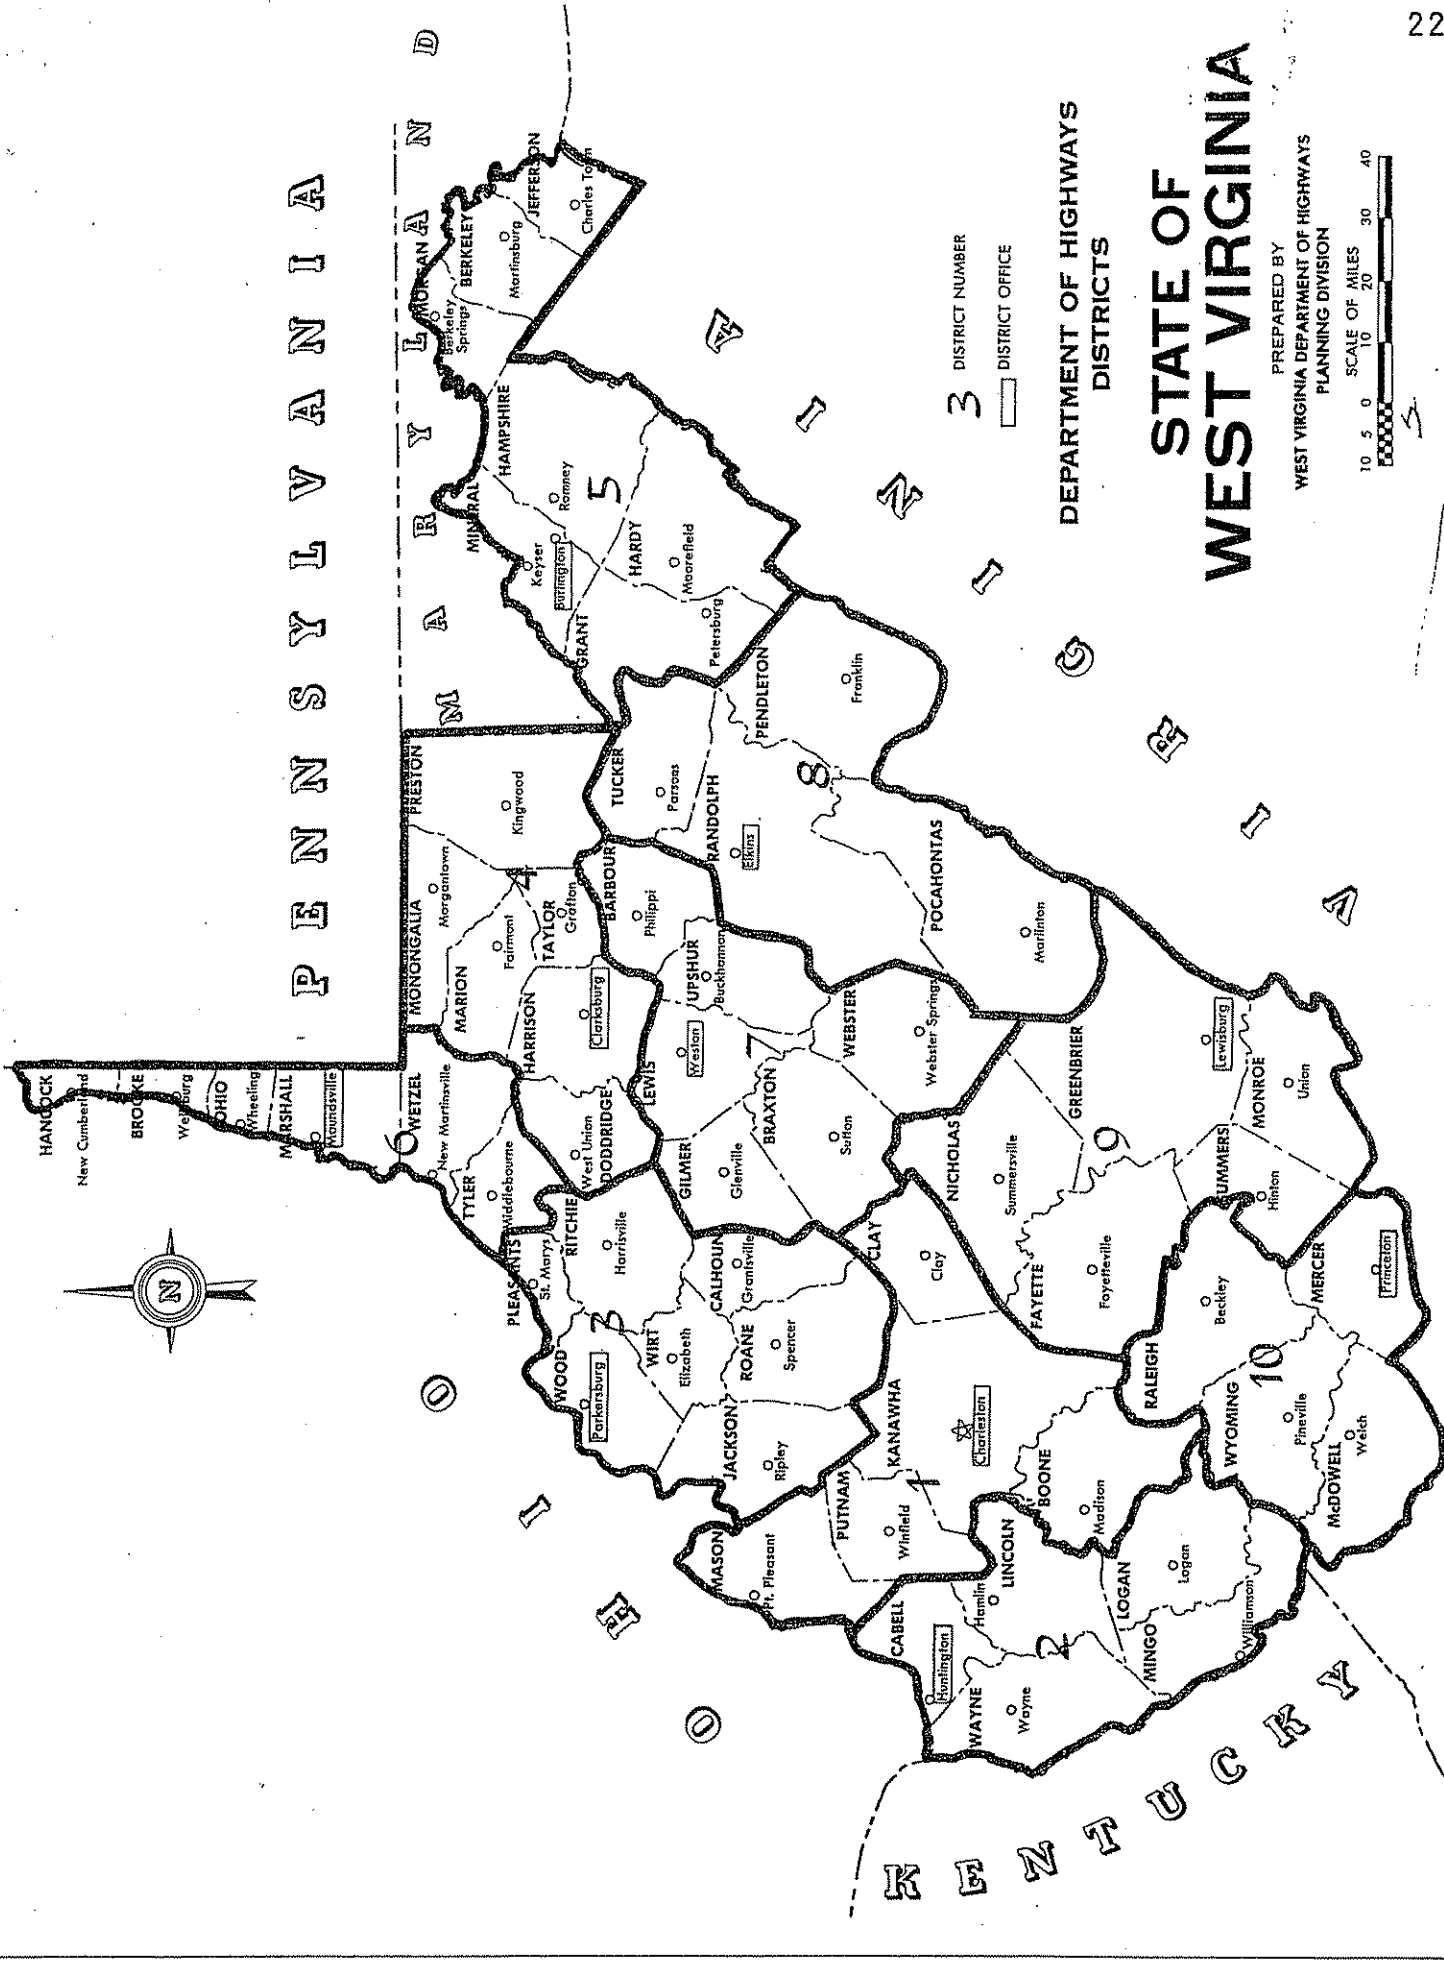 22
PENNSYLVANIA
MARYLAND
OHIO
KENTUCKY
VIRGINIA
N
HANCOCK
New Cumberland
BROOKE
Wellsburg
OHIO
Wheeling
MARSHALL
Moundsville
6
WETZEL
New Martinsville
TYLER
Middlebourne
PLEASANTS
St. Marys
RITCHIE
Harrisville
WOOD
Parkersburg
3
WIRT
Elizabeth
CALHOUN
Grantsville
ROANE
Spencer
JACKSON
Ripley
MONONGALIA
Morgantown
MARION
Fairmont
PRESTON
Kingwood
4
TAYLOR
Grafton
HARRISON
Clarksburg
DODDRIDGE
West Union
BARBOUR
Philippi
LEWIS
Weston
UPSHUR
Buckhannon
7
GILMER
Glenville
BRAXTON
Sutton
WEBSTER
Webster Springs
TUCKER
Parsons
RANDOLPH
Elkins
PENDLETON
Franklin
8
POCAHONTAS
Marlinton
MINERAL
Keyser
Burlington
HAMPSHIRE
Romney
5
HARDY
Moorefield
GRANT
Petersburg
MORGAN
Berkeley
Springs
BERKELEY
Martinsburg
JEFFERSON
Charles Town
MASON
Pt. Pleasant
PUTNAM
Winfield
1
KANAWHA
Charleston
CLAY
Clay
BOONE
Madison
CABELL
Huntington
WAYNE
Wayne
LINCOLN
Hamlin
2
LOGAN
Logan
MINGO
Williamson
NICHOLAS
Summersville
GREENBRIER
Lewisburg
FAYETTE
Fayetteville
9
SUMMERS
Hinton
MONROE
Union
RALEIGH
Beckley
WYOMING
Pineville
10
MERCER
Princeton
McDOWELL
Welch
3 DISTRICT NUMBER
DISTRICT OFFICE
DEPARTMENT OF HIGHWAYS
DISTRICTS
STATE OF
WEST VIRGINIA
PREPARED BY
WEST VIRGINIA DEPARTMENT OF HIGHWAYS
PLANNING DIVISION
SCALE OF MILES
10 5 0 10 20 30 40